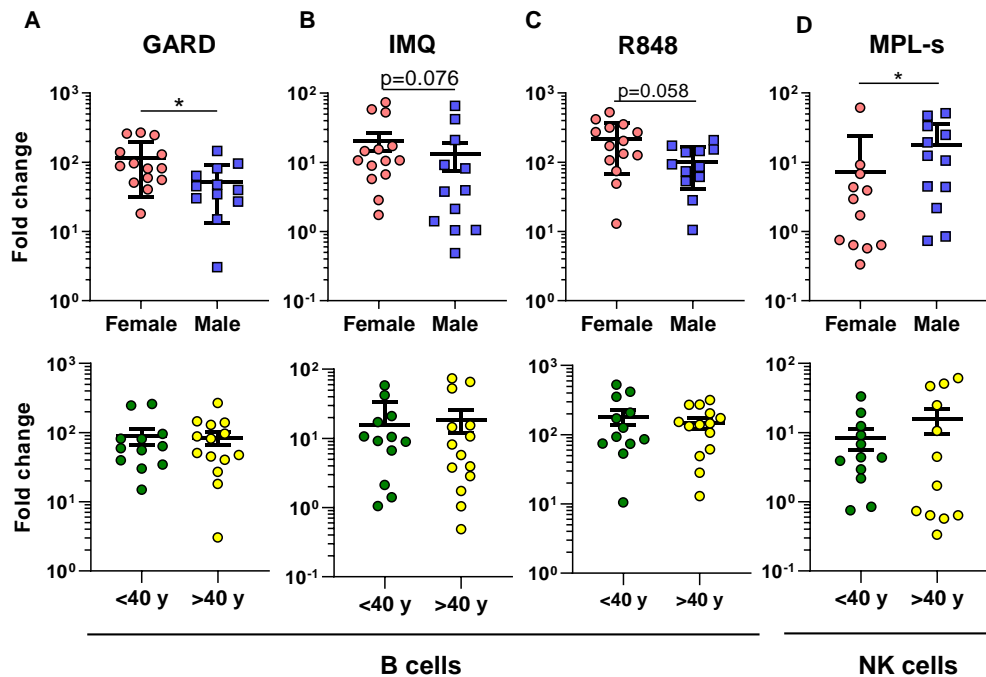 A
GARD
Fold change
10³
10²
10¹
10⁰
*
Female Male
B
IMQ
10²
10¹
10⁰
10⁻¹
p=0.076
Female Male
C
R848
10³
10²
10¹
10⁰
p=0.058
Female Male
D
MPL-s
10²
10¹
10⁰
10⁻¹
*
Female Male
Fold change
10³
10²
10¹
10⁰
<40 y >40 y
10²
10¹
10⁰
10⁻¹
<40 y >40 y
10³
10²
10¹
10⁰
<40 y >40 y
10²
10¹
10⁰
10⁻¹
<40 y >40 y
B cells
NK cells